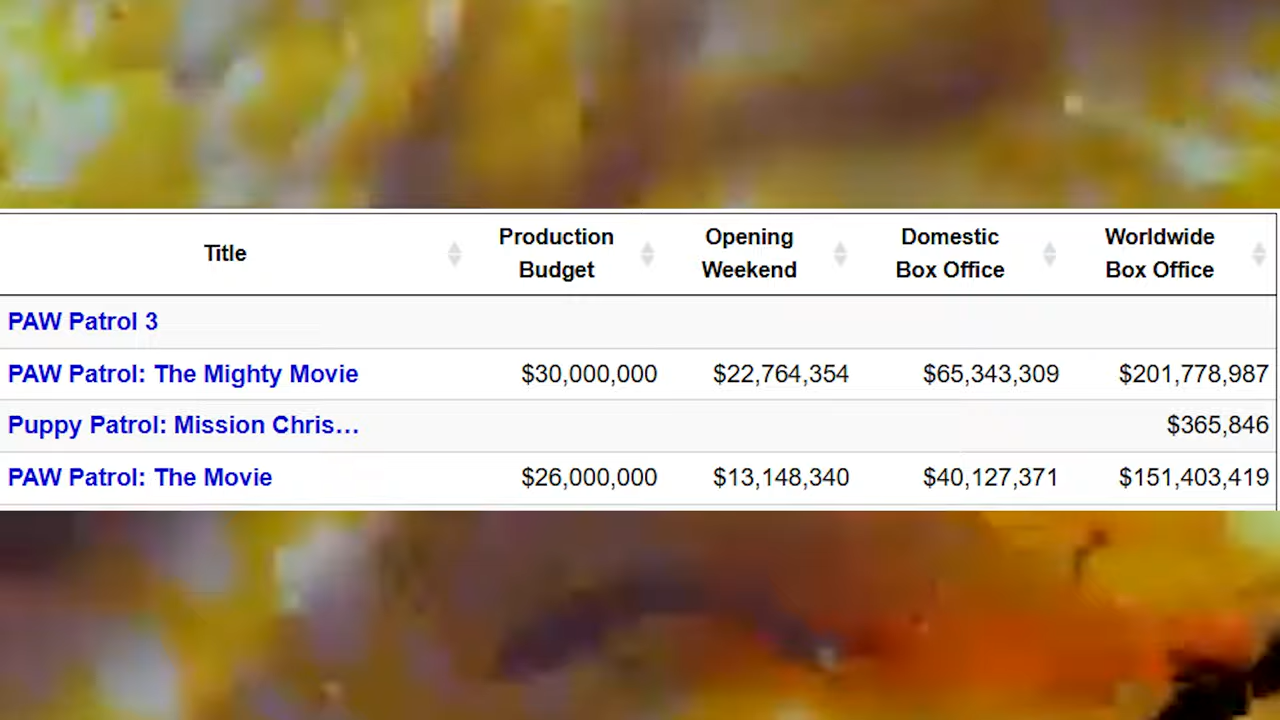 Title Production Budget Opening Weekend Domestic Box Office Worldwide Box Office
PAW Patrol 3
PAW Patrol: The Mighty Movie $30,000,000 $22,764,354 $65,343,309 $201,778,987
Puppy Patrol: Mission Chris... $365,846
PAW Patrol: The Movie $26,000,000 $13,148,340 $40,127,371 $151,403,419